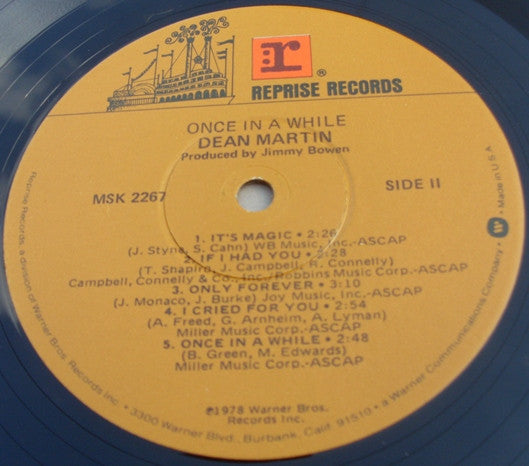 r:
®
REPRISE RECORDS
ONCE IN A WHILE
DEAN MARTIN
Produced by Jimmy Bowen
MSK 2267
SIDE II
1. IT'S MAGIC • 2:26
(J. Styne, S. Cahn) WB Music, Inc.-ASCAP
2. IF I HAD YOU • 2:28
(T. Shapiro, J. Campbell, R. Connelly)
Campbell, Connelly & Co., Inc./Robbins Music Corp.-ASCAP
3. ONLY FOREVER • 3:10
(J. Monaco, J. Burke) Joy Music, Inc.-ASCAP
4. I CRIED FOR YOU • 2:54
(A. Freed, G. Arnheim, A. Lyman)
Miller Music Corp.-ASCAP
5. ONCE IN A WHILE • 2:48
(B. Green, M. Edwards)
Miller Music Corp.-ASCAP
℗1978 Warner Bros.
Records Inc.
Reprise Records, a division of Warner Bros. Records Inc. • 3300 Warner Blvd., Burbank, Calif. 91510 • a Warner Communications Company • W • Made in U.S.A.